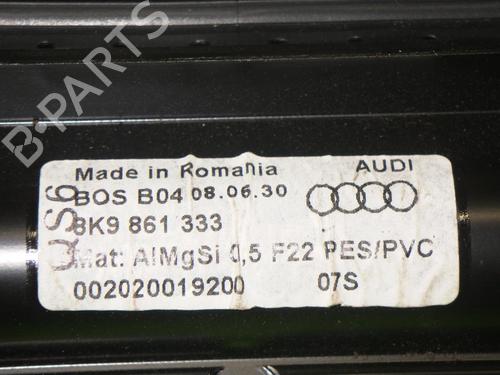 Made in Romania AUDI
BOS B04 08.06.30
8K9 861 333
Mat: AlMgSi 0,5 F22 PES/PVC
002020019200 07S
QS6
B-PARTS